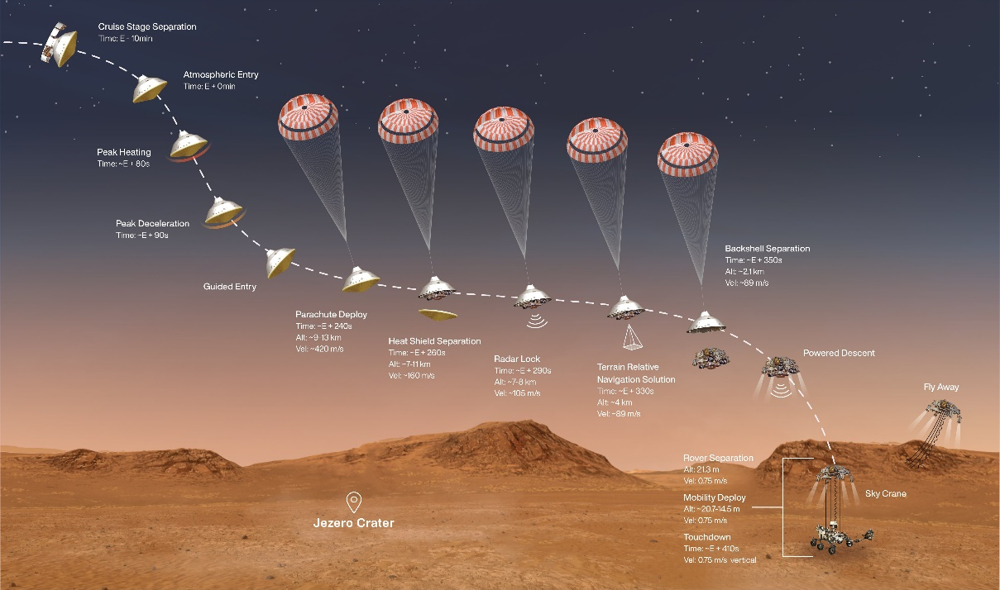 Cruise Stage Separation
Time: E - 10min
Atmospheric Entry
Time: E + 0min
Peak Heating
Time: ~E + 80s
Peak Deceleration
Time: ~E + 90s
Guided Entry
Parachute Deploy
Time: ~E + 240s
Alt: ~9-13 km
Vel: ~420 m/s
Heat Shield Separation
Time: ~E + 260s
Alt: ~7-11 km
Vel: ~160 m/s
Radar Lock
Time: ~E + 290s
Alt: ~7-8 km
Vel: ~105 m/s
Terrain Relative
Navigation Solution
Time: ~E + 330s
Alt: ~4 km
Vel: ~89 m/s
Backshell Separation
Time: ~E + 350s
Alt: ~2.1 km
Vel: ~89 m/s
Powered Descent
Fly Away
Rover Separation
Alt: 21.3 m
Vel: 0.75 m/s
Mobility Deploy
Alt: ~20.7-14.5 m
Vel: 0.75 m/s
Touchdown
Time: ~E + 410s
Vel: 0.75 m/s vertical
Sky Crane
Jezero Crater